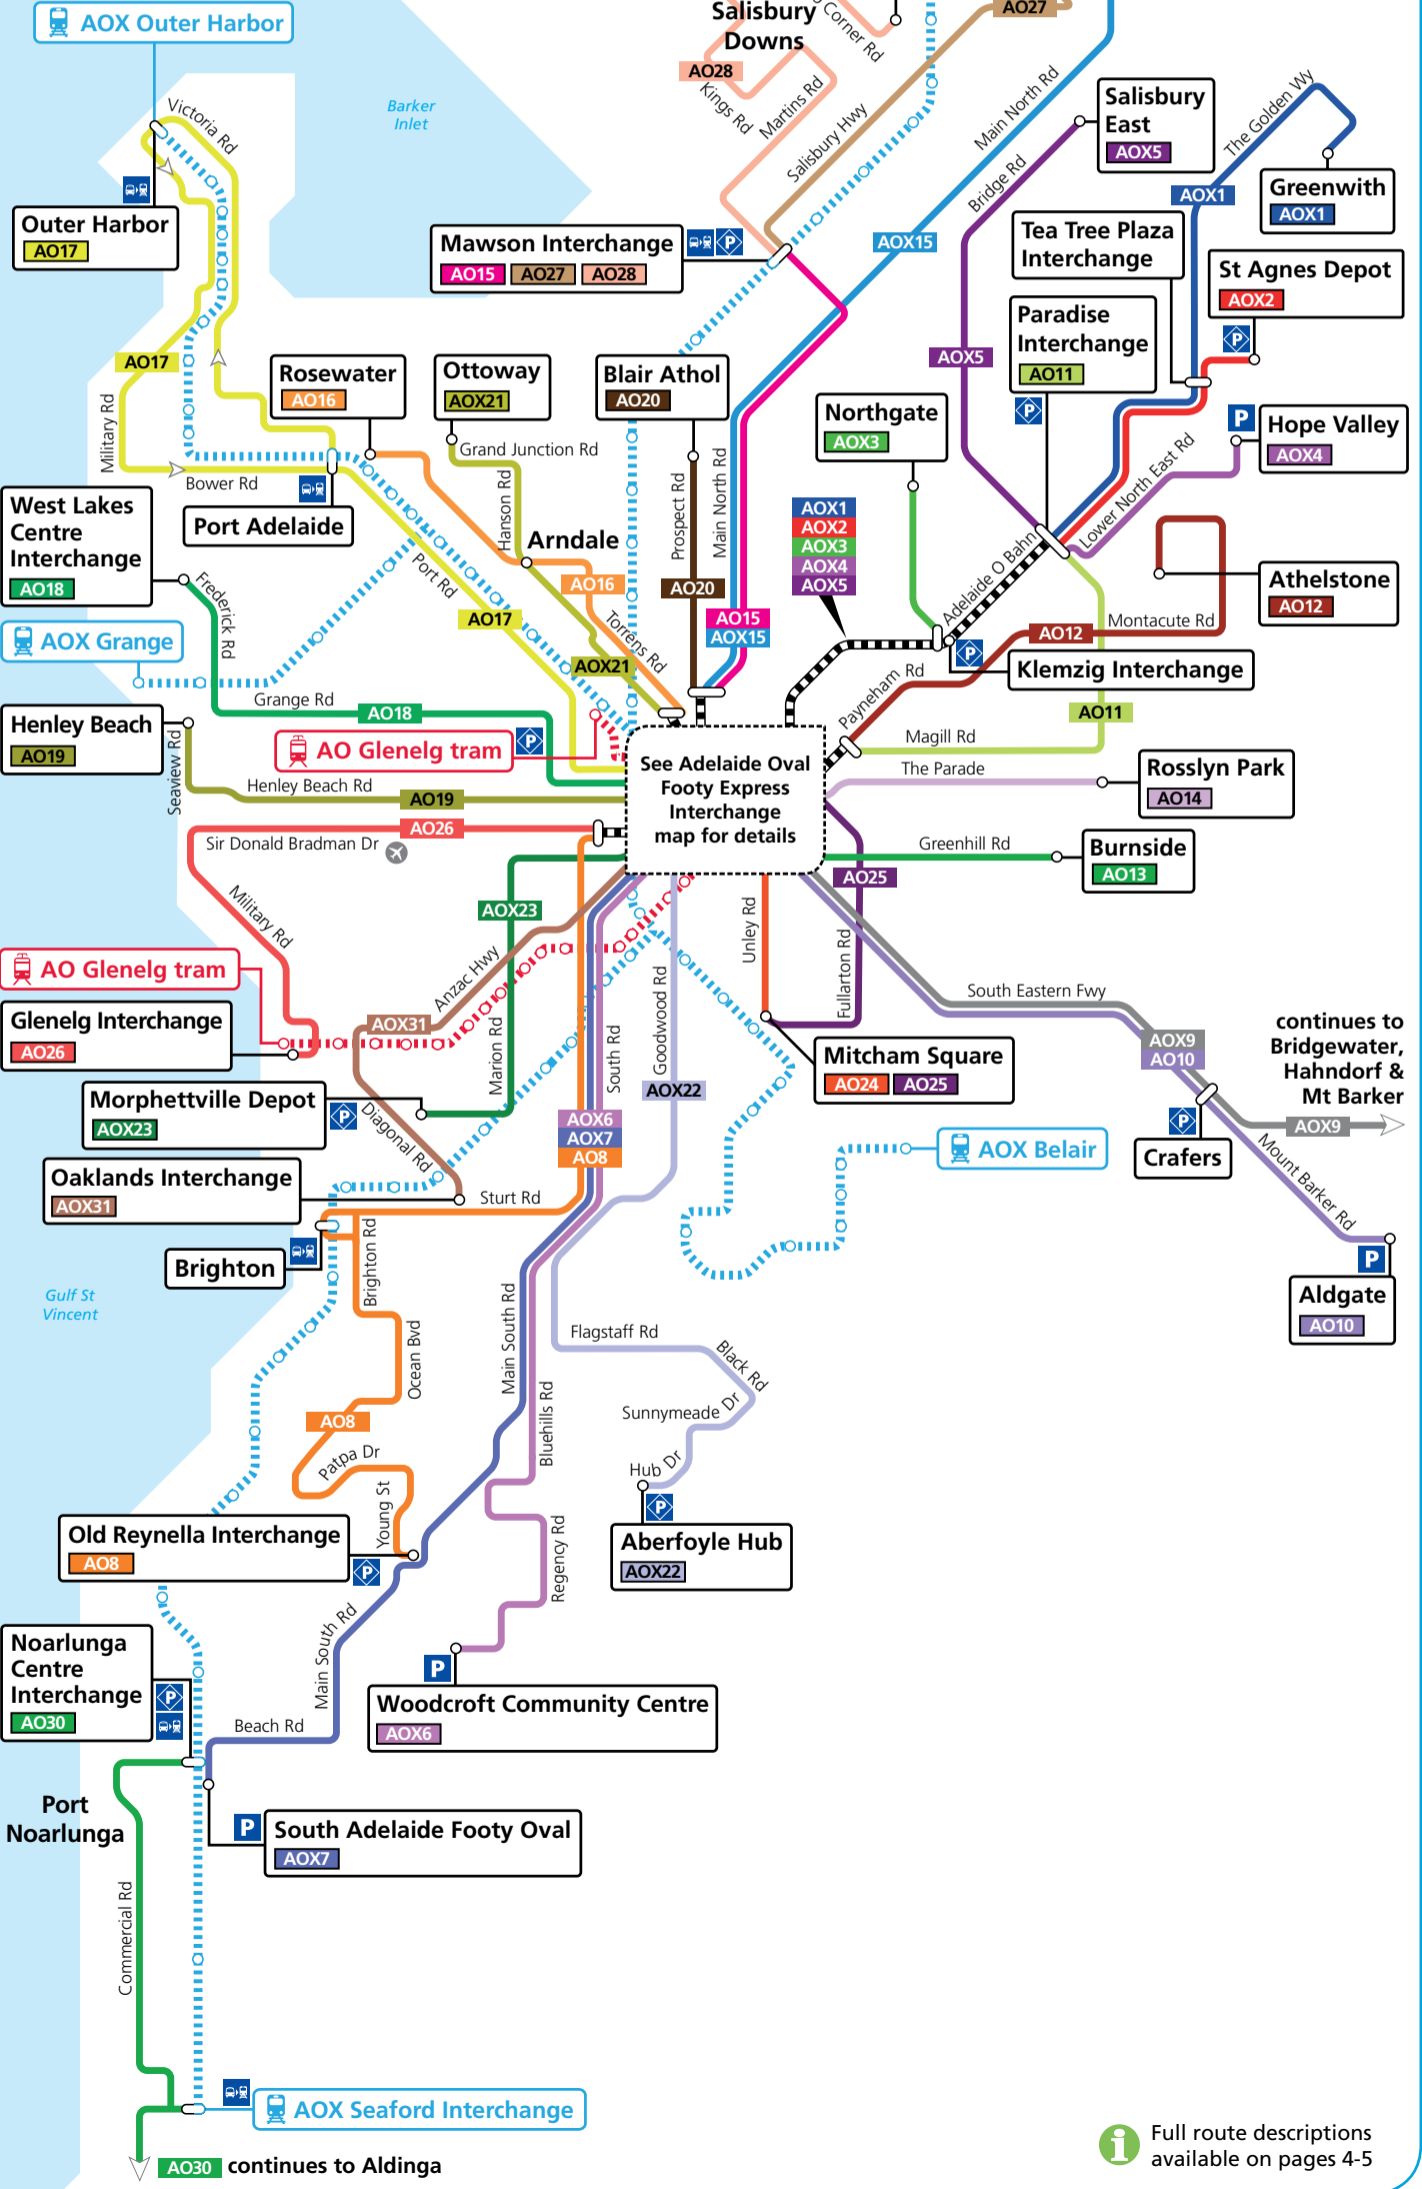 AOX Outer Harbor
Salisbury
Downs
AO27
Corner Rd
AO28
Kings Rd
Martins Rd
Salisbury Hwy
Main North Rd
Bridge Rd
Salisbury
East
AOX5
The Golden Wy
AOX1
Greenwith
AOX1
Barker
Inlet
Victoria Rd
Outer Harbor
AO17
Mawson Interchange
AO15
AO27
AO28
P
AOX15
Tea Tree Plaza
Interchange
St Agnes Depot
AOX2
P
Paradise
Interchange
AO11
P
AOX5
AO17
Military Rd
Rosewater
AO16
Ottoway
AOX21
Blair Athol
AO20
Northgate
AOX3
P
Hope Valley
AOX4
Lower North East Rd
Grand Junction Rd
Hanson Rd
Bower Rd
Port Adelaide
West Lakes
Centre
Interchange
AO18
Frederick Rd
Arndale
Port Rd
AO16
AO17
Torrens Rd
AOX21
Prospect Rd
Main North Rd
AO20
AO15
AOX15
AOX1
AOX2
AOX3
AOX4
AOX5
Adelaide O Bahn
Athelstone
AO12
Montacute Rd
AO12
P
Klemzig Interchange
Payneham Rd
AO11
Magill Rd
AOX Grange
Grange Rd
AO18
Henley Beach
AO19
Seaview Rd
AO Glenelg tram
P
See Adelaide Oval
Footy Express
Interchange
map for details
The Parade
Rosslyn Park
AO14
Henley Beach Rd
AO19
AO26
Sir Donald Bradman Dr
Greenhill Rd
Burnside
AO13
AO25
Military Rd
AOX23
Unley Rd
Fullarton Rd
Anzac Hwy
AO Glenelg tram
Glenelg Interchange
AO26
AOX31
Marion Rd
South Rd
Goodwood Rd
South Eastern Fwy
AOX9
AO10
continues to
Bridgewater,
Hahndorf &
Mt Barker
Mitcham Square
AO24
AO25
AOX22
Morphettville Depot
AOX23
P
Diagonal Rd
AOX6
AOX7
AO8
AOX Belair
P
Crafers
AOX9
Mount Barker Rd
Oaklands Interchange
AOX31
Sturt Rd
Brighton
Brighton Rd
P
Aldgate
AO10
Gulf St
Vincent
Ocean Bvd
Main South Rd
Flagstaff Rd
Black Rd
Sunnymeade Dr
Bluehills Rd
AO8
Patpa Dr
Hub Dr
Young St
P
Aberfoyle Hub
AOX22
Old Reynella Interchange
AO8
P
Regency Rd
Main South Rd
Noarlunga
Centre
Interchange
AO30
P
P
Woodcroft Community Centre
AOX6
Beach Rd
Port
Noarlunga
P
South Adelaide Footy Oval
AOX7
Commercial Rd
AOX Seaford Interchange
AO30 continues to Aldinga
i
Full route descriptions
available on pages 4-5